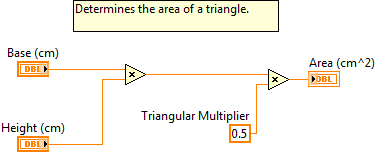 Determines the area of a triangle.
Base (cm)
DBL
×
×
Area (cm^2)
DBL
Triangular Multiplier
0.5
Height (cm)
DBL